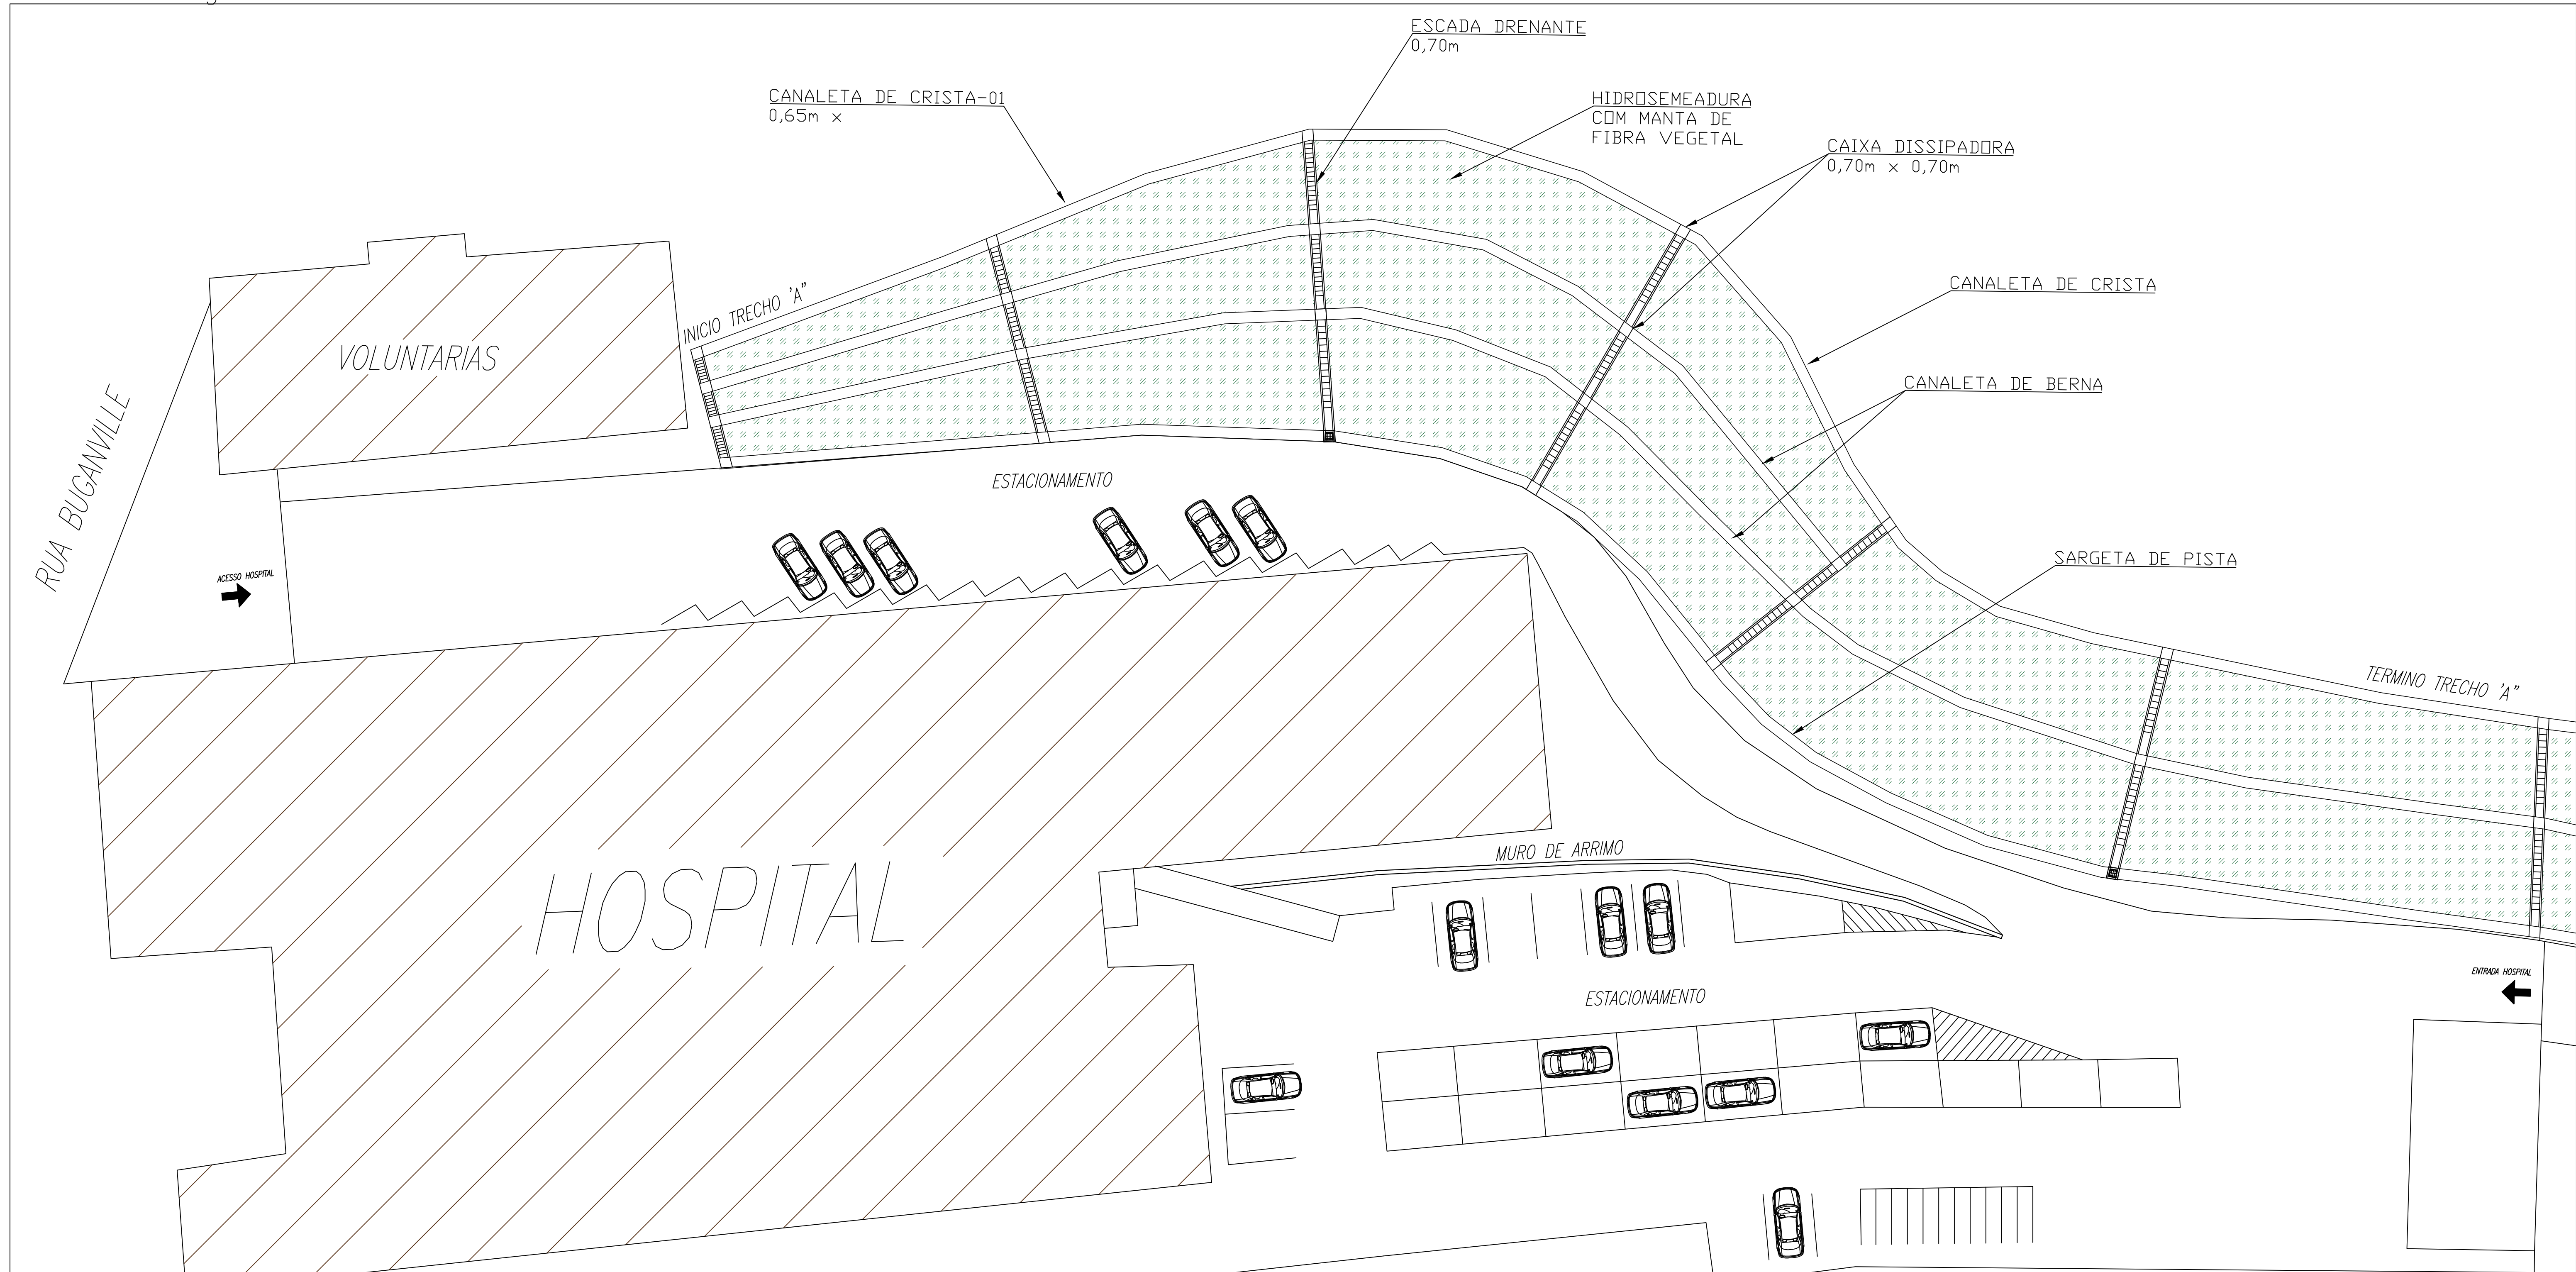 ESCADA DRENANTE
0,70m
CANALETA DE CRISTA-01
0,65m x
HIDROSEMEADURA
COM MANTA DE
FIBRA VEGETAL
CAIXA DISSIPADORA
0,70m x 0,70m
CANALETA DE CRISTA
INICIO TRECHO 'A"
VOLUNTARIAS
CANALETA DE BERNA
RUA BUGANVILLE
ESTACIONAMENTO
ACESSO HOSPITAL
SARGETA DE PISTA
TERMINO TRECHO 'A"
MURO DE ARRIMO
HOSPITAL
ENTRADA HOSPITAL
ESTACIONAMENTO